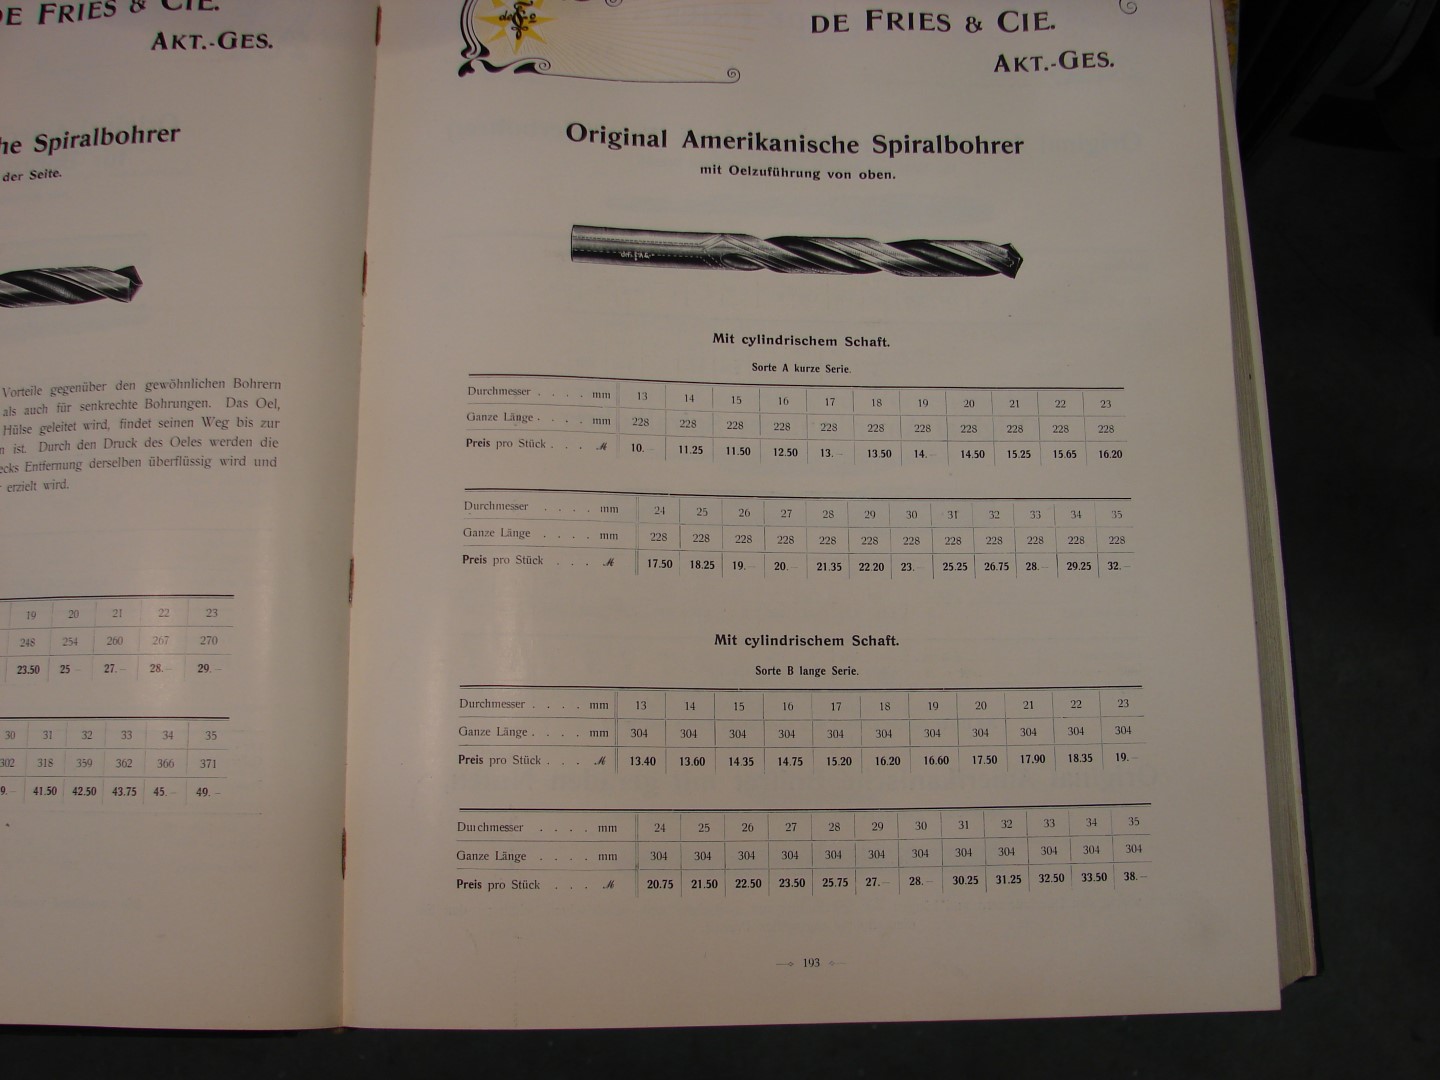 DE FRIES & CIE.
AKT.-GES.
Spiralbohrer
der Seite.
Vorteile gegenüber den gewöhnlichen Bohrern
als auch für senkrechte Bohrungen. Das Oel,
Hülse geleitet wird, findet seinen Weg bis zur
ist. Durch den Druck des Oeles werden die
Entfernung derselben überflüssig wird und
erzielt wird.
19 20 21 22 23
248 254 260 267 270
23.50 25 – 27. – 28. – 29. –
30 31 32 33 34 35
302 318 359 362 366 371
9. – 41.50 42.50 43.75 45. – 49. –
DE FRIES & CIE.
AKT.-GES.
Original Amerikanische Spiralbohrer
mit Oelzuführung von oben.
Mit cylindrischem Schaft.
Sorte A kurze Serie.
Durchmesser . . . . mm 13 14 15 16 17 18 19 20 21 22 23
Ganze Länge . . . . mm 228 228 228 228 228 228 228 228 228 228 228
Preis pro Stück . . . ℳ 10. – 11.25 11.50 12.50 13. – 13.50 14. – 14.50 15.25 15.65 16.20
Durchmesser . . . . mm 24 25 26 27 28 29 30 31 32 33 34 35
Ganze Länge . . . . mm 228 228 228 228 228 228 228 228 228 228 228 228
Preis pro Stück . . . ℳ 17.50 18.25 19. – 20. – 21.35 22.20 23. – 25.25 26.75 28. – 29.25 32. –
Mit cylindrischem Schaft.
Sorte B lange Serie.
Durchmesser . . . . mm 13 14 15 16 17 18 19 20 21 22 23
Ganze Länge . . . . mm 304 304 304 304 304 304 304 304 304 304 304
Preis pro Stück . . . ℳ 13.40 13.60 14.35 14.75 15.20 16.20 16.60 17.50 17.90 18.35 19. –
Durchmesser . . . . mm 24 25 26 27 28 29 30 31 32 33 34 35
Ganze Länge . . . . mm 304 304 304 304 304 304 304 304 304 304 304 304
Preis pro Stück . . . ℳ 20.75 21.50 22.50 23.50 25.75 27. – 28. – 30.25 31.25 32.50 33.50 38. –
193